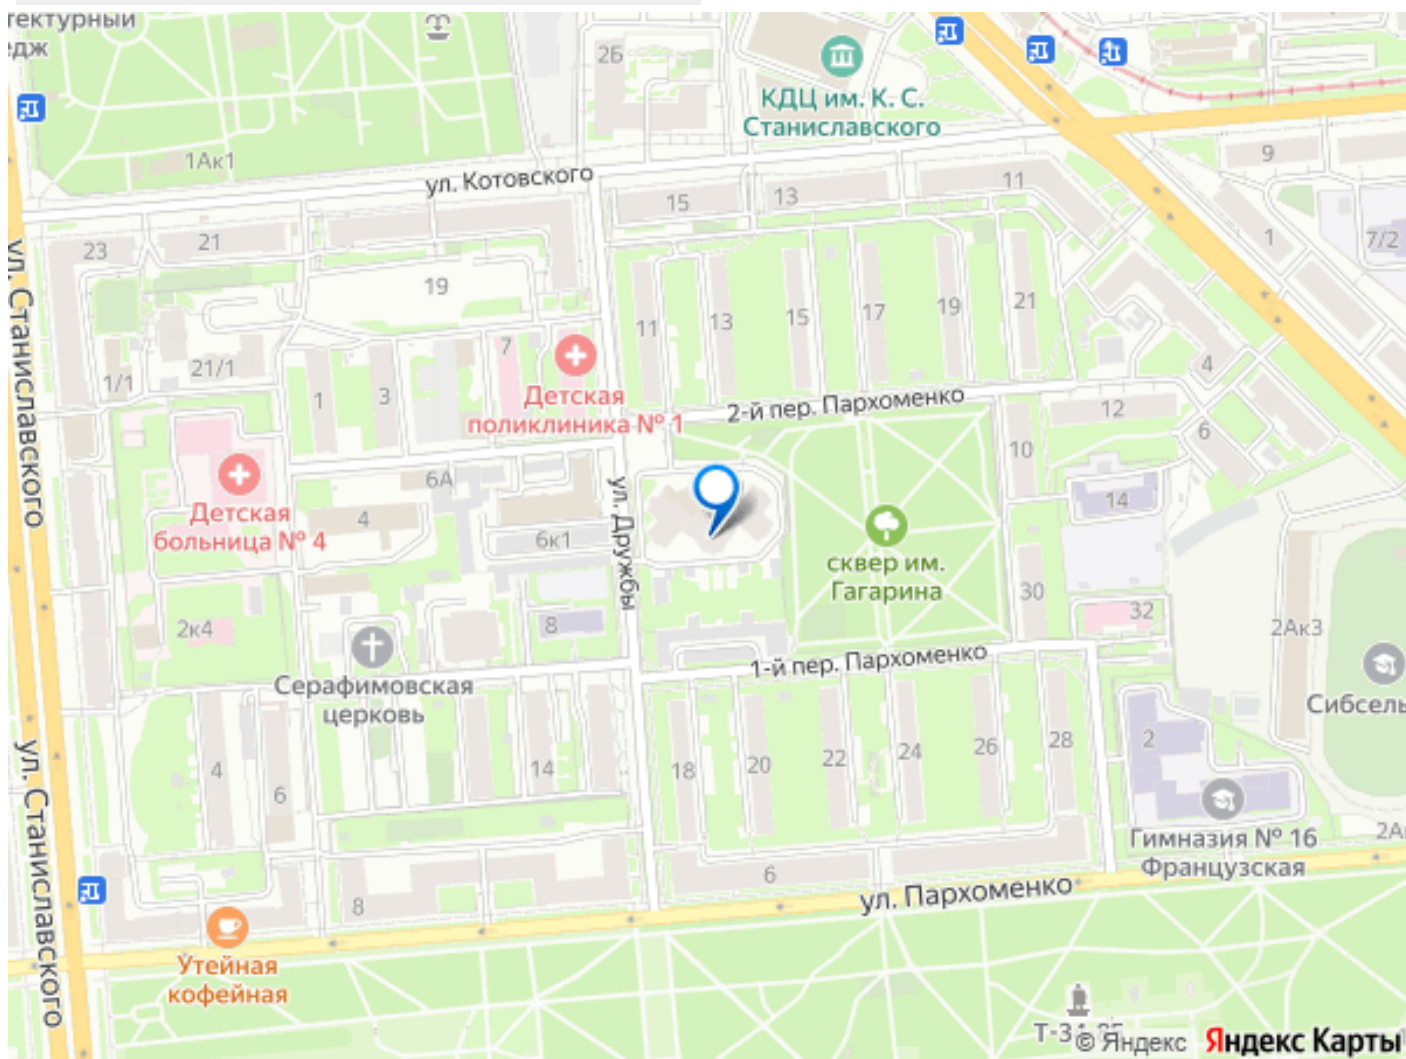 тектурный
едж
2Б
КДЦ им. К. С.
Станиславского
1Ак1
ул. Котовского
9
15
13
11
1
7/2
23
21
19
11
13
15
17
19
21
ул. Станиславского
1/1
21/1
1
3
7
Детская
поликлиника № 1
2-й пер. Пархоменко
4
12
6
10
14
6А
4
Детская
больница № 4
6к1
ул. Дружбы
сквер им.
Гагарина
30
32
2Ак3
2к4
8
1-й пер. Пархоменко
Серафимовская
церковь
Сибсель
ул. Станиславского
4
6
14
18
20
22
24
26
28
2
Гимназия № 16
Французская
2А
6
8
ул. Пархоменко
Утейная
кофейная
Т-34-85
© Яндекс
Яндекс Карты